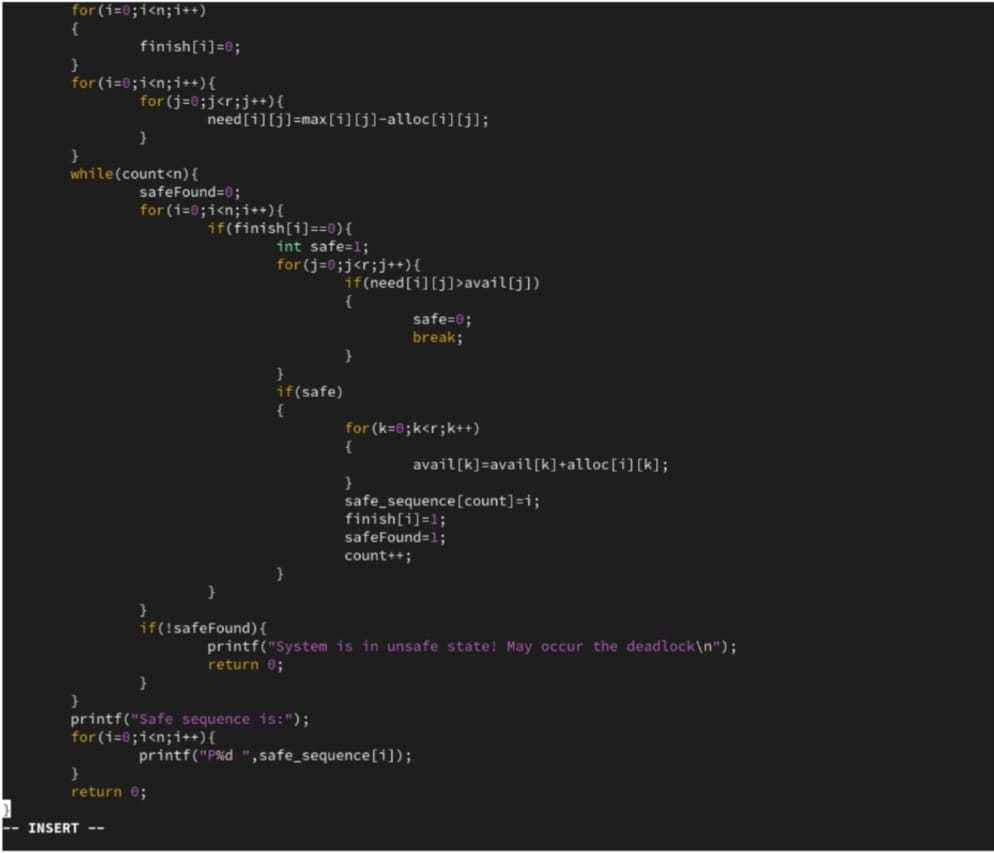 for(i=0;i<n;i++)
{
finish[i]=0;
}
for(i=0;i<n;i++){
for(j=0;j<r;j++){
need[i][j]=max[i][j]-alloc[i][j];
}
}
while(count<n){
safeFound=0;
for(i=0;i<n;i++){
if(finish[i]==0){
int safe=1;
for(j=0;j<r;j++){
if(need[i][j]>avail[j])
{
safe=0;
break;
}
}
if(safe)
{
for(k=0;k<r;k++)
{
avail[k]=avail[k]+alloc[i][k];
}
safe_sequence[count]=i;
finish[i]=1;
safeFound=1;
count++;
}
}
}
if(!safeFound){
printf("System is in unsafe state! May occur the deadlock\n");
return 0;
}
}
printf("Safe sequence is:");
for(i=0;i<n;i++){
printf("P%d ",safe_sequence[i]);
}
return 0;
}
-- INSERT --